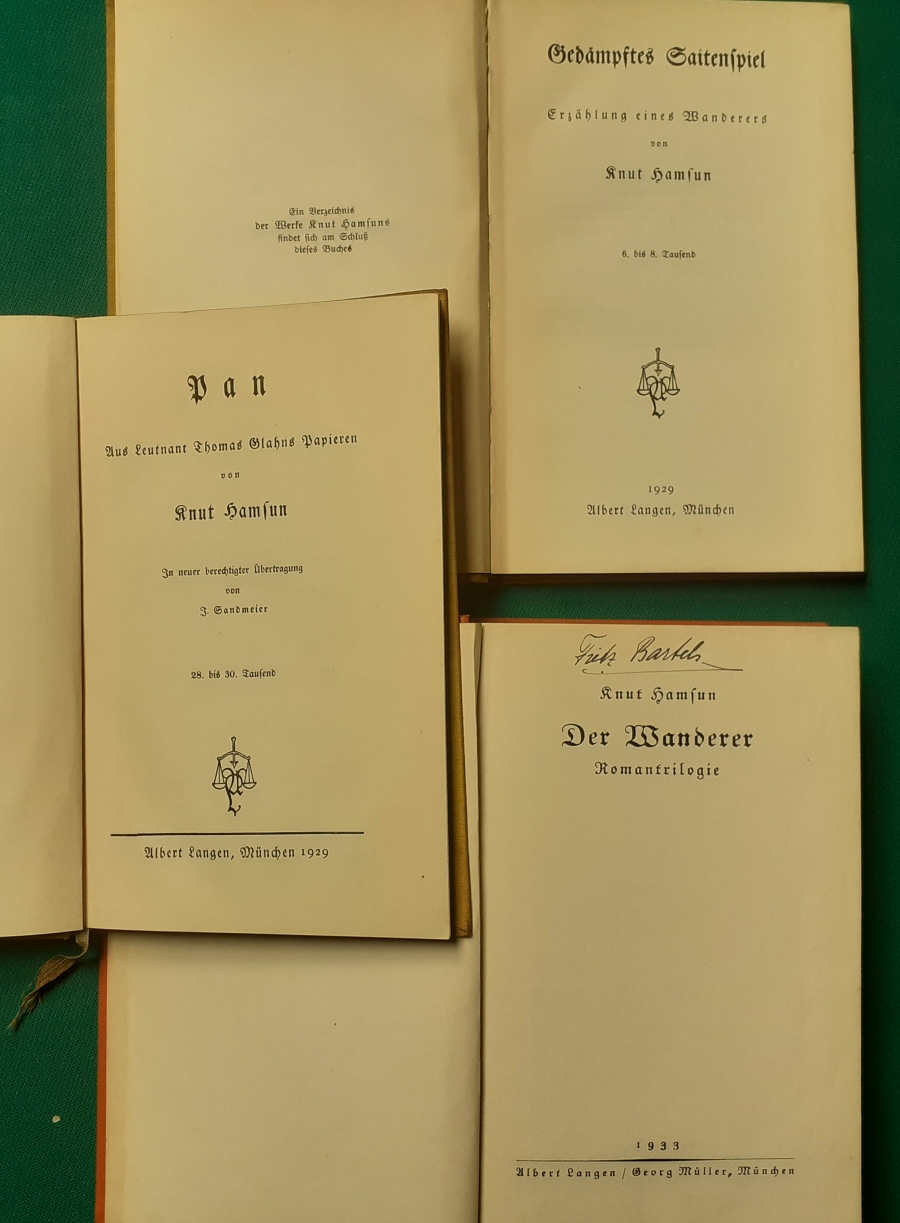 Ein Verzeichnis
der Werke Knut Hamſuns
findet ſich am Schluß
dieſes Buches
Gedämpftes Saitenſpiel
Erzählung eines Wanderers
von
Knut Hamſun
6. bis 8. Tauſend
1929
Albert Langen, München
Pan
Aus Leutnant Thomas Glahns Papieren
von
Knut Hamſun
In neuer berechtigter Übertragung
von
J. Sandmeier
28. bis 30. Tauſend
Albert Langen, München 1929
Fritz Bartels
Knut Hamſun
Der Wanderer
Romantrilogie
1933
Albert Langen / Georg Müller, München